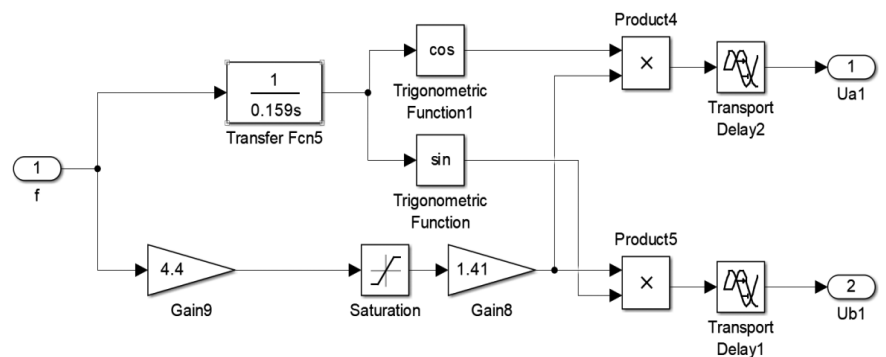 Product4
cos
×
1
Ua1
1
0.159s
Transfer Fcn5
Trigonometric
Function1
Transport
Delay2
1
f
sin
Trigonometric
Function
Product5
4.4
Gain9
Saturation
1.41
Gain8
×
Transport
Delay1
2
Ub1